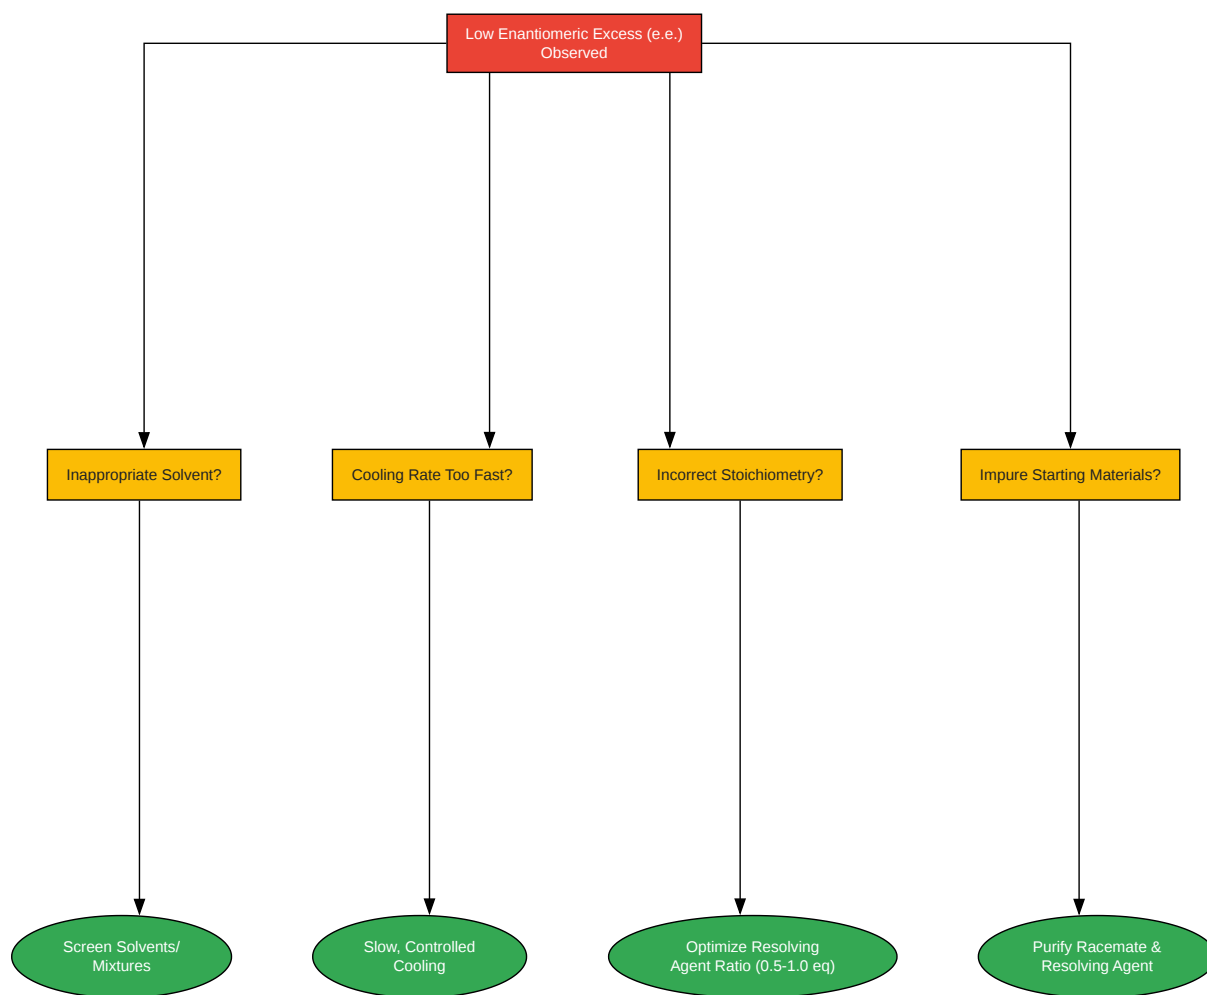 Low Enantiomeric Excess (e.e.)
Observed
Inappropriate Solvent?
Cooling Rate Too Fast?
Incorrect Stoichiometry?
Impure Starting Materials?
Screen Solvents/
Mixtures
Slow, Controlled
Cooling
Optimize Resolving
Agent Ratio (0.5-1.0 eq)
Purify Racemate &
Resolving Agent